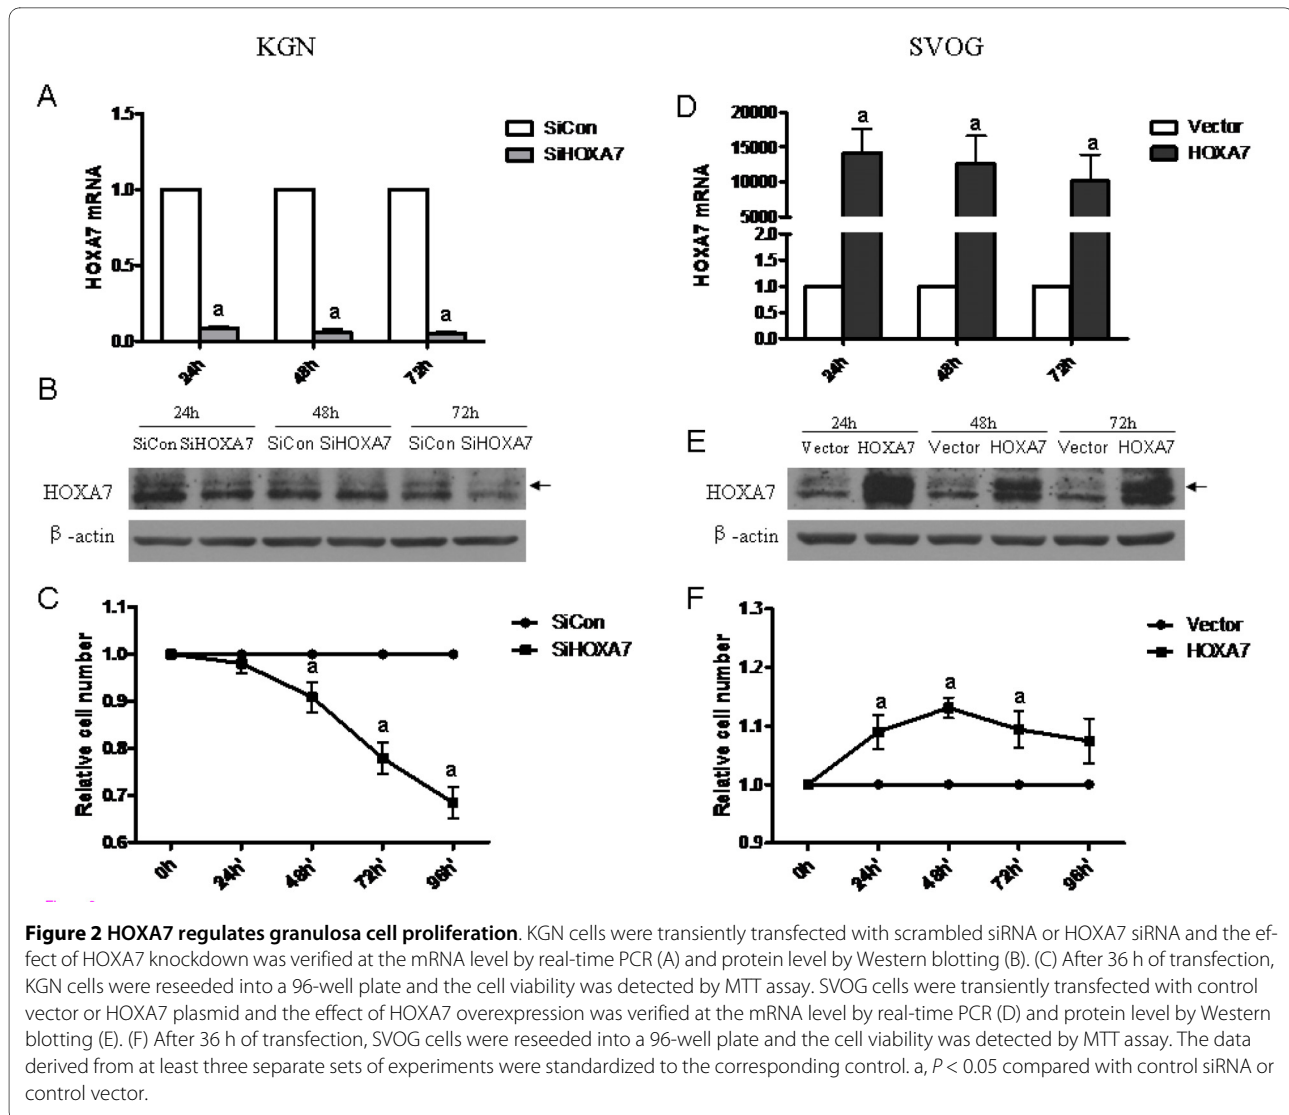 KGN
SVOG
A
1.5
1.0
0.5
0.0
HOXA7 mRNA
SiCon
SiHOXA7
a
a
a
24h
48h
72h
D
20000
15000
10000
5000
2.0
1.5
1.0
0.5
0.0
HOXA7 mRNA
Vector
HOXA7
a
a
a
24h
48h
72h
B
24h 48h 72h
SiCon SiHOXA7 SiCon SiHOXA7 SiCon SiHOXA7
HOXA7
β -actin
E
24h 48h 72h
Vector HOXA7 Vector HOXA7 Vector HOXA7
HOXA7
β -actin
C
1.1
1.0
0.9
0.8
0.7
0.6
Relative cell number
SiCon
SiHOXA7
a
a
a
0h
24h'
48h'
72h'
96h'
F
1.3
1.2
1.1
1.0
0.9
Relative cell number
Vector
HOXA7
a
a
a
0h
24h'
48h'
72h'
96h'
Figure 2 HOXA7 regulates granulosa cell proliferation. KGN cells were transiently transfected with scrambled siRNA or HOXA7 siRNA and the ef-
fect of HOXA7 knockdown was verified at the mRNA level by real-time PCR (A) and protein level by Western blotting (B). (C) After 36 h of transfection,
KGN cells were reseeded into a 96-well plate and the cell viability was detected by MTT assay. SVOG cells were transiently transfected with control
vector or HOXA7 plasmid and the effect of HOXA7 overexpression was verified at the mRNA level by real-time PCR (D) and protein level by Western
blotting (E). (F) After 36 h of transfection, SVOG cells were reseeded into a 96-well plate and the cell viability was detected by MTT assay. The data
derived from at least three separate sets of experiments were standardized to the corresponding control. a, P < 0.05 compared with control siRNA or
control vector.